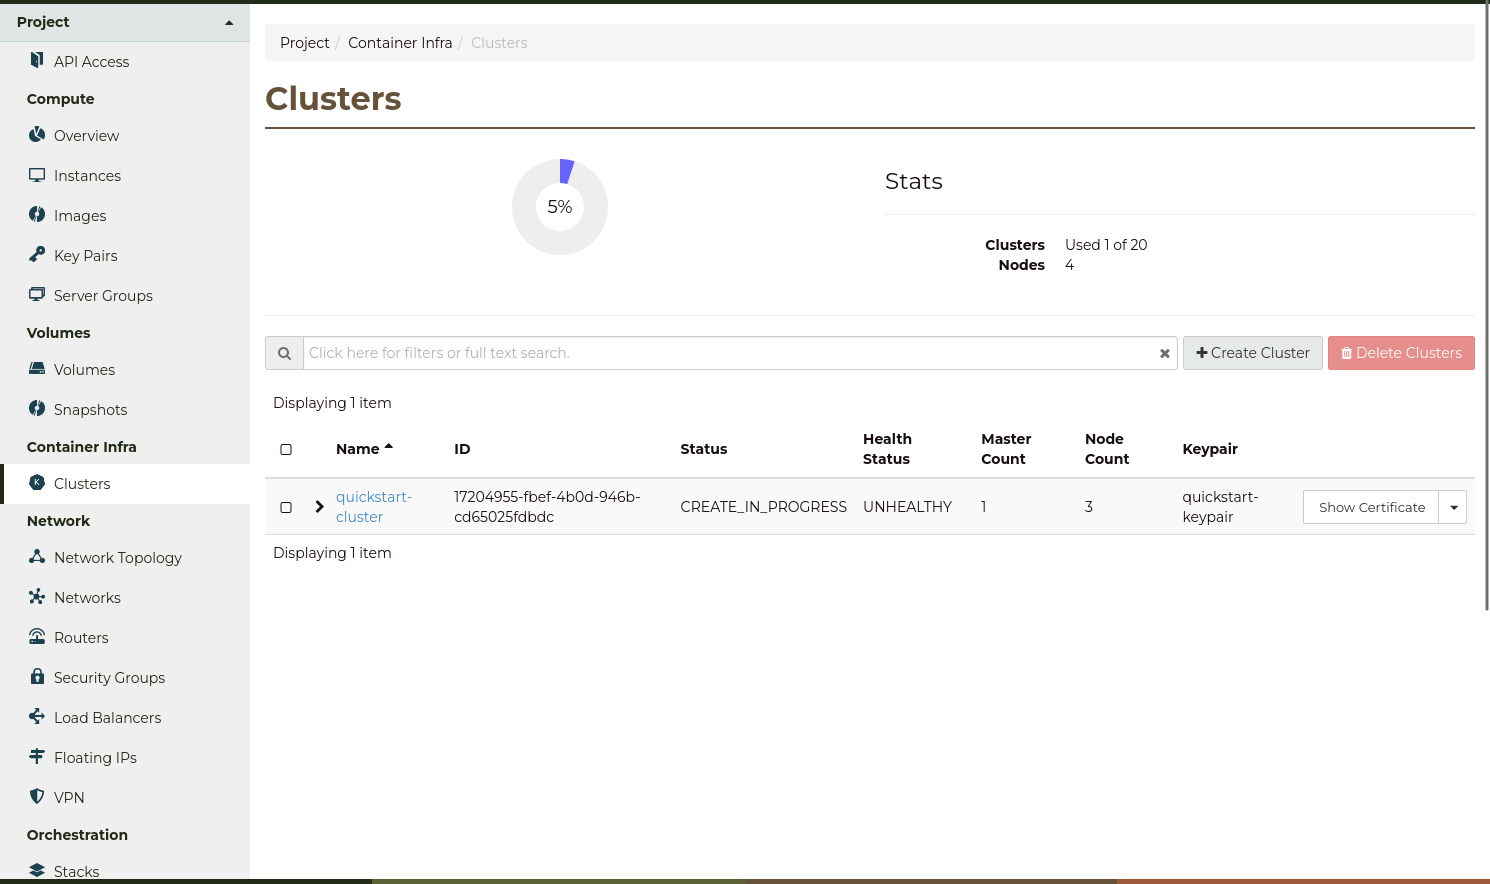 Project
API Access
Compute
Overview
Instances
Images
Key Pairs
Server Groups
Volumes
Volumes
Snapshots
Container Infra
Clusters
Network
Network Topology
Networks
Routers
Security Groups
Load Balancers
Floating IPs
VPN
Orchestration
Stacks
Project / Container Infra / Clusters
Clusters
5%
Stats
Clusters Used 1 of 20
Nodes 4
Click here for filters or full text search.
Create Cluster
Delete Clusters
Displaying 1 item
Name ID Status Health Status Master Count Node Count Keypair
quickstart-cluster 17204955-fbef-4b0d-946b-cd65025fdbdc CREATE_IN_PROGRESS UNHEALTHY 1 3 quickstart-keypair Show Certificate
Displaying 1 item